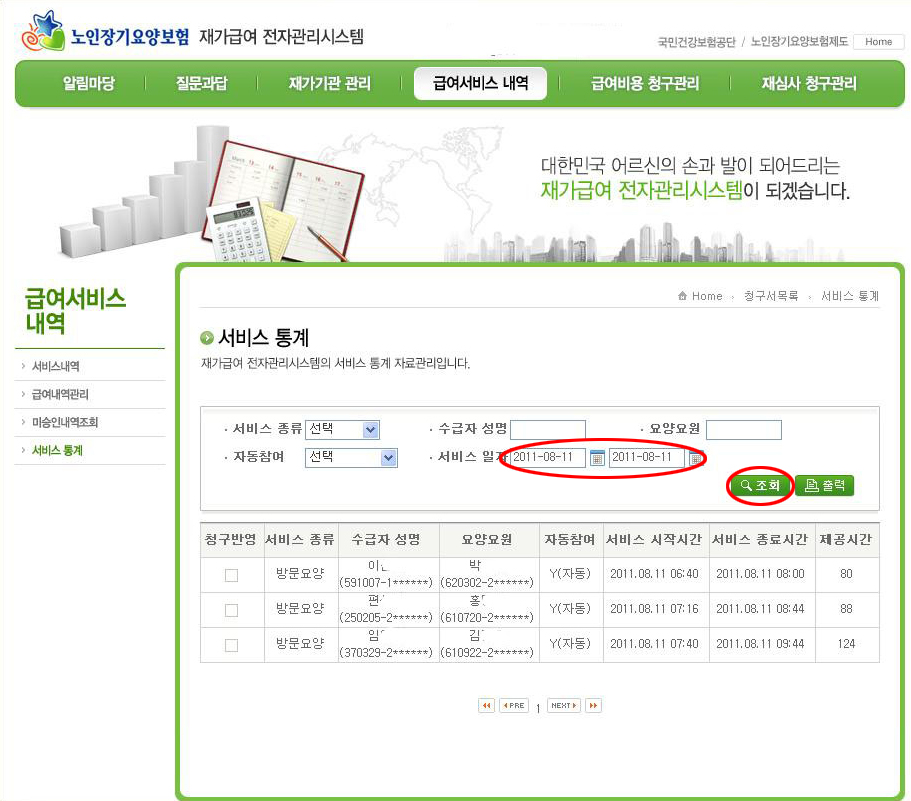 노인장기요양보험 재가급여 전자관리시스템
국민건강보험공단 / 노인장기요양보험제도 Home
알림마당 질문과답 재가기관 관리 급여서비스 내역 급여비용 청구관리 재심사 청구관리
대한민국 어르신의 손과 발이 되어드리는
재가급여 전자관리시스템이 되겠습니다.
급여서비스
내역
서비스내역
급여내역관리
미승인내역조회
서비스 통계
Home 청구서목록 서비스 통계
서비스 통계
재가급여 전자관리시스템의 서비스 통계 자료관리입니다.
· 서비스 종류 선택 · 수급자 성명 · 요양요원
· 자동참여 선택 · 서비스 일자 2011-08-11 2011-08-11
조회 출력
청구반영 서비스 종류 수급자 성명 요양요원 자동참여 서비스 시작시간 서비스 종료시간 제공시간
방문요양 이 (591007-1******) 박 (620302-2******) Y(자동) 2011.08.11 06:40 2011.08.11 08:00 80
방문요양 편 (250205-2******) 홍 (610720-2******) Y(자동) 2011.08.11 07:16 2011.08.11 08:44 88
방문요양 임 (370329-2******) 김 (610922-2******) Y(자동) 2011.08.11 07:40 2011.08.11 09:44 124
PRE 1 NEXT